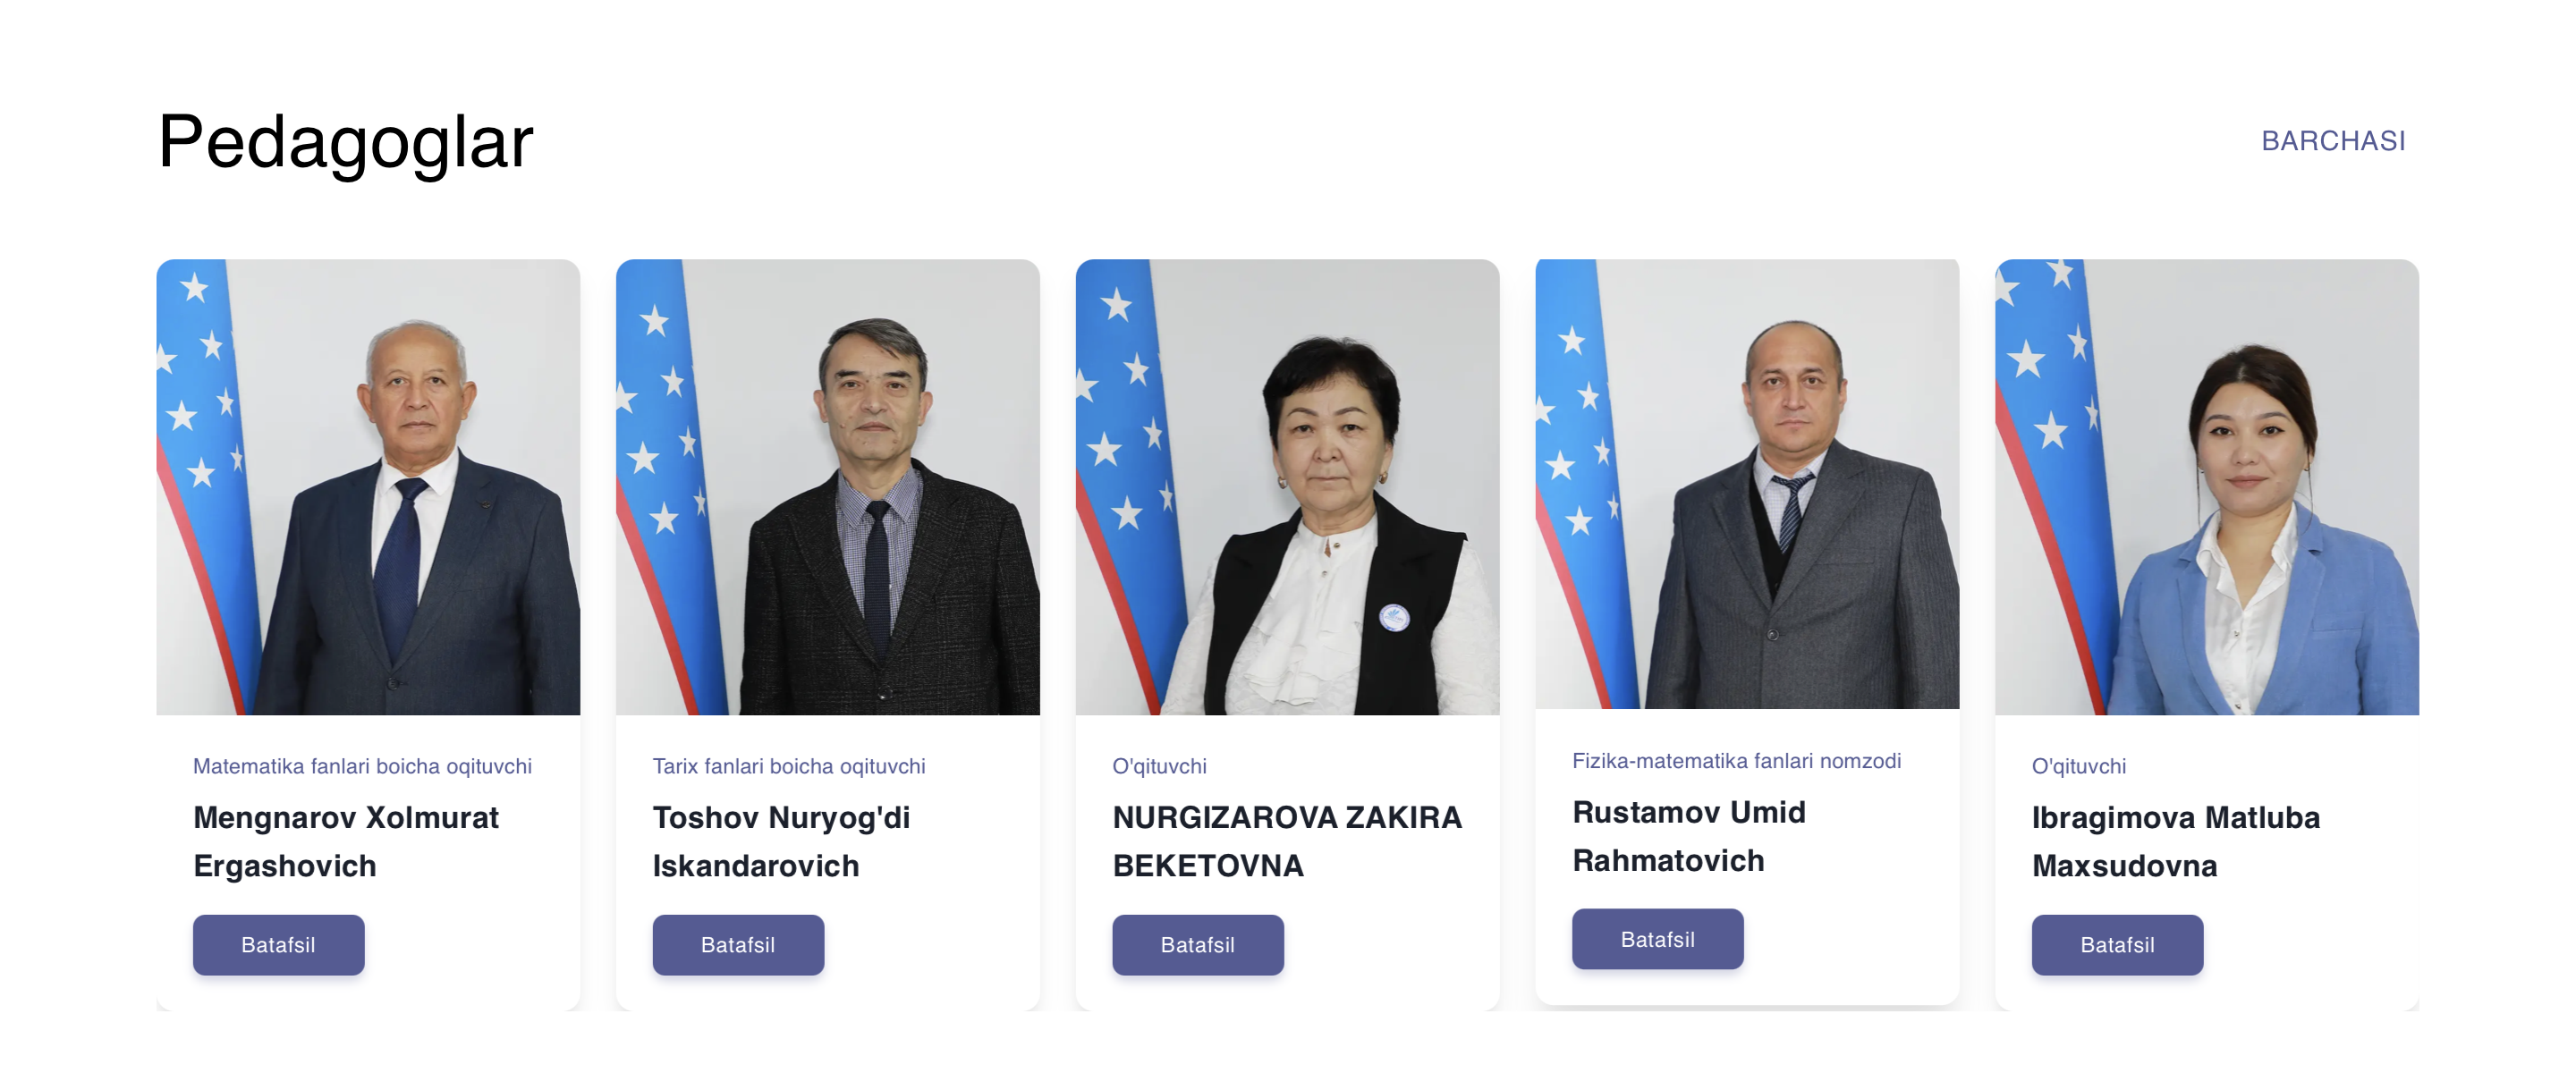 Pedagoglar
BARCHASI
Matematika fanlari boicha oqituvchi
Mengnarov Xolmurat
Ergashovich
Batafsil
Tarix fanlari boicha oqituvchi
Toshov Nuryog'di
Iskandarovich
Batafsil
O'qituvchi
NURGIZAROVA ZAKIRA
BEKETOVNA
Batafsil
Fizika-matematika fanlari nomzodi
Rustamov Umid
Rahmatovich
Batafsil
O'qituvchi
Ibragimova Matluba
Maxsudovna
Batafsil